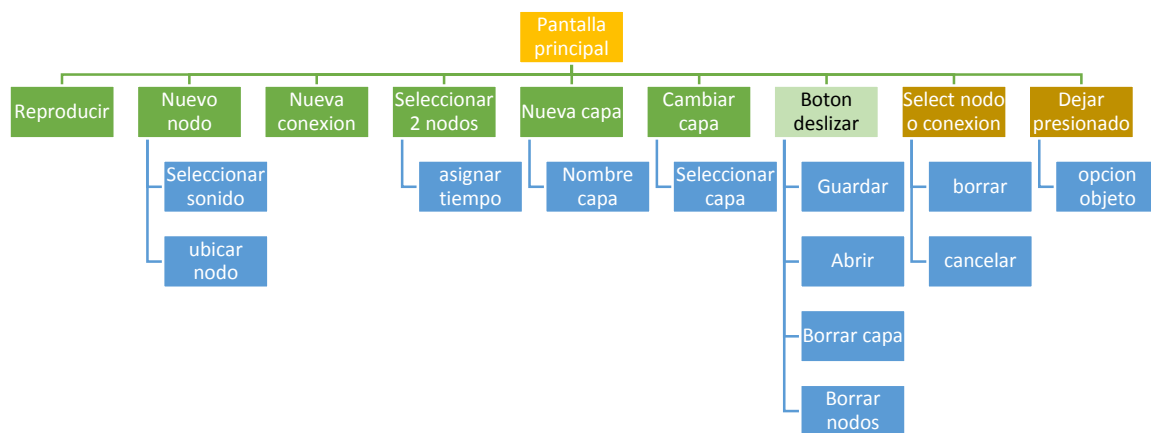 Pantalla
principal
Reproducir
Nuevo
nodo
Nueva
conexion
Seleccionar
2 nodos
Nueva capa
Cambiar
capa
Boton
deslizar
Select nodo
o conexion
Dejar
presionado
Seleccionar
sonido
ubicar
nodo
asignar
tiempo
Nombre
capa
Seleccionar
capa
Guardar
Abrir
Borrar capa
Borrar
nodos
borrar
cancelar
opcion
objeto